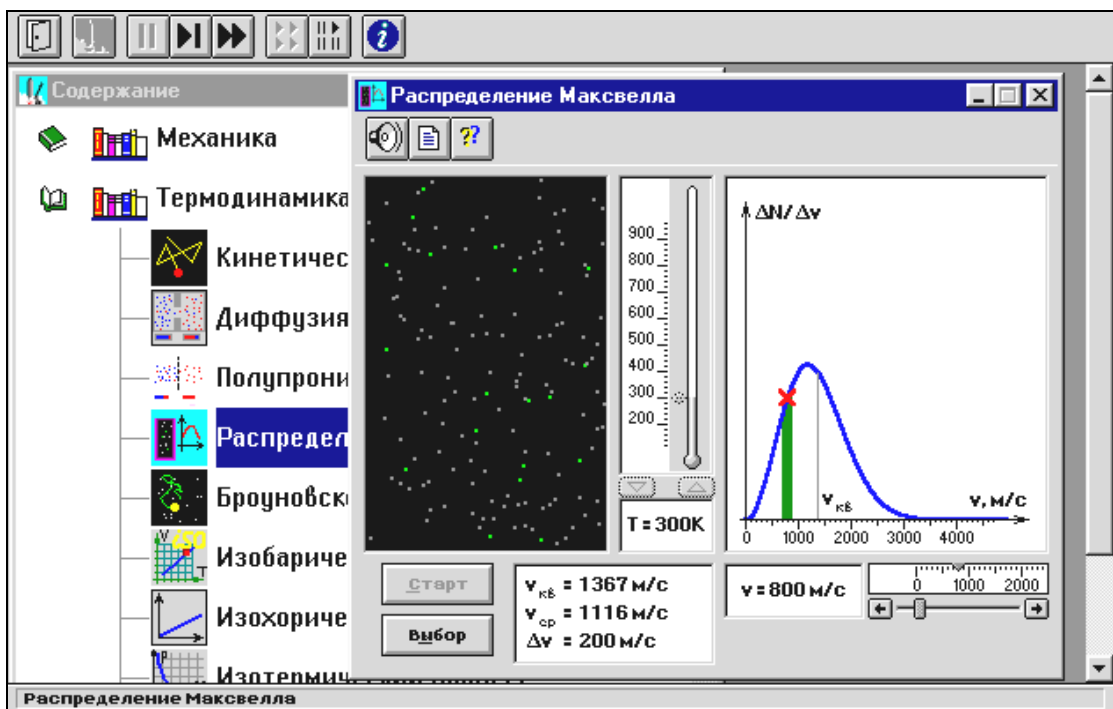 Содержание
Механика
Термодинамика
Кинетичес
Диффузия
Полупрони
Распредел
Броуновск
Изобариче
Изохориче
Распределение Максвелла
900
800
700
600
500
400
300
200
T = 300K
ΔN/Δv
v кв
v, м/с
0 1000 2000 3000 4000
Старт
Выбор
v кв = 1367 м/с
v ср = 1116 м/с
Δv = 200 м/с
v = 800 м/с
0 1000 2000
Распределение Максвелла